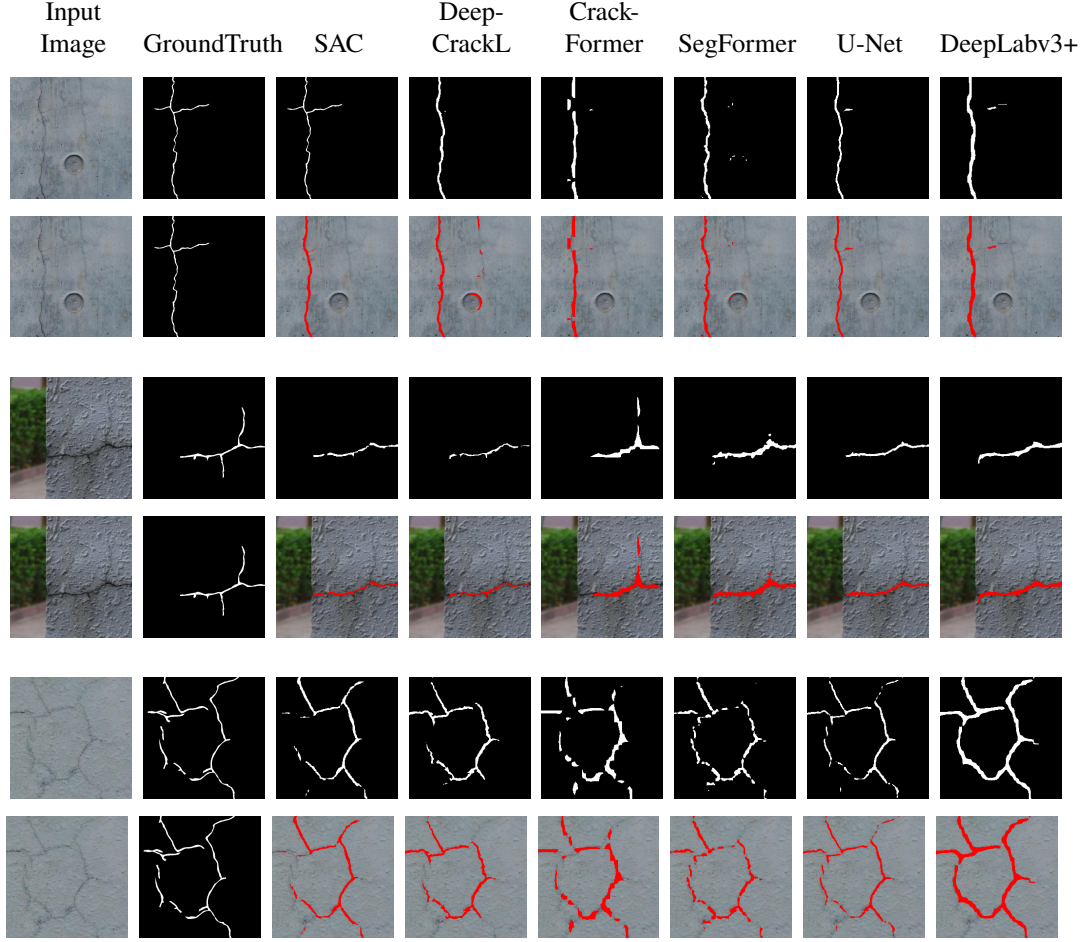 Input Image
GroundTruth
SAC
Deep-
CrackL
Crack-
Former
SegFormer
U-Net
DeepLabv3+